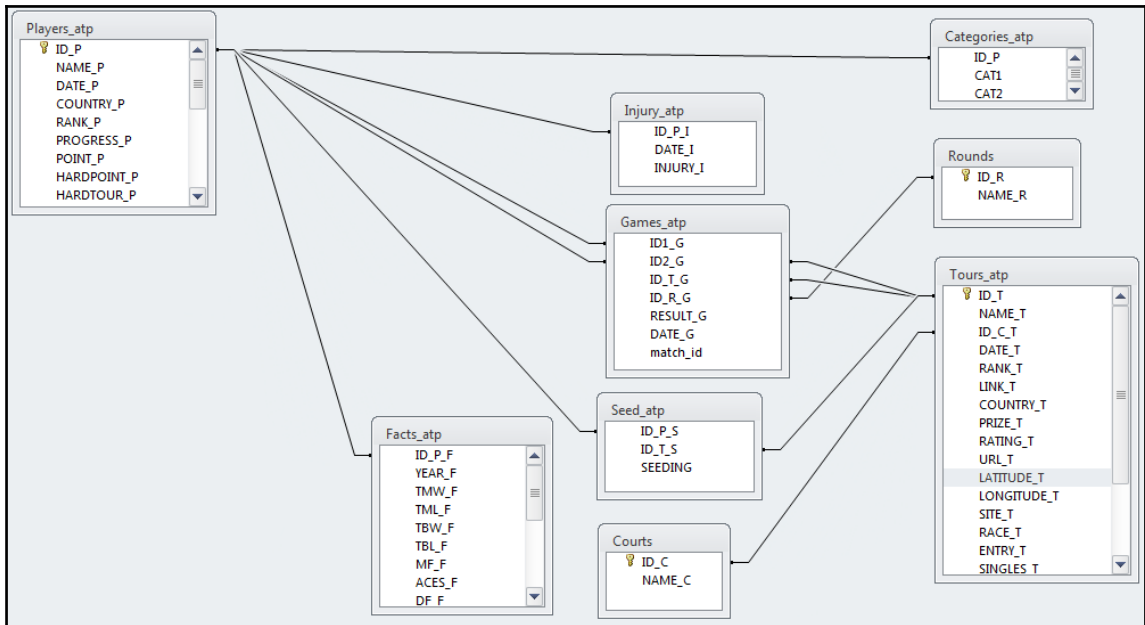 Players_atp
ID_P
NAME_P
DATE_P
COUNTRY_P
RANK_P
PROGRESS_P
POINT_P
HARDPOINT_P
HARDTOUR_P
Categories_atp
ID_P
CAT1
CAT2
Injury_atp
ID_P_I
DATE_I
INJURY_I
Rounds
ID_R
NAME_R
Games_atp
ID1_G
ID2_G
ID_T_G
ID_R_G
RESULT_G
DATE_G
match_id
Tours_atp
ID_T
NAME_T
ID_C_T
DATE_T
RANK_T
LINK_T
COUNTRY_T
PRIZE_T
RATING_T
URL_T
LATITUDE_T
LONGITUDE_T
SITE_T
RACE_T
ENTRY_T
SINGLES_T
Seed_atp
ID_P_S
ID_T_S
SEEDING
Facts_atp
ID_P_F
YEAR_F
TMW_F
TML_F
TBW_F
TBL_F
MF_F
ACES_F
DF_F
Courts
ID_C
NAME_C